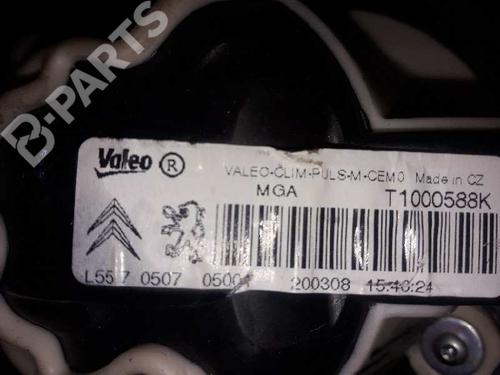 B-PARTS
Valeo ® VALEO-CLIM-PULS-M-CEM0 Made in CZ
MGA T1000588K
L55 7 0507 0500 200308 15:40:24